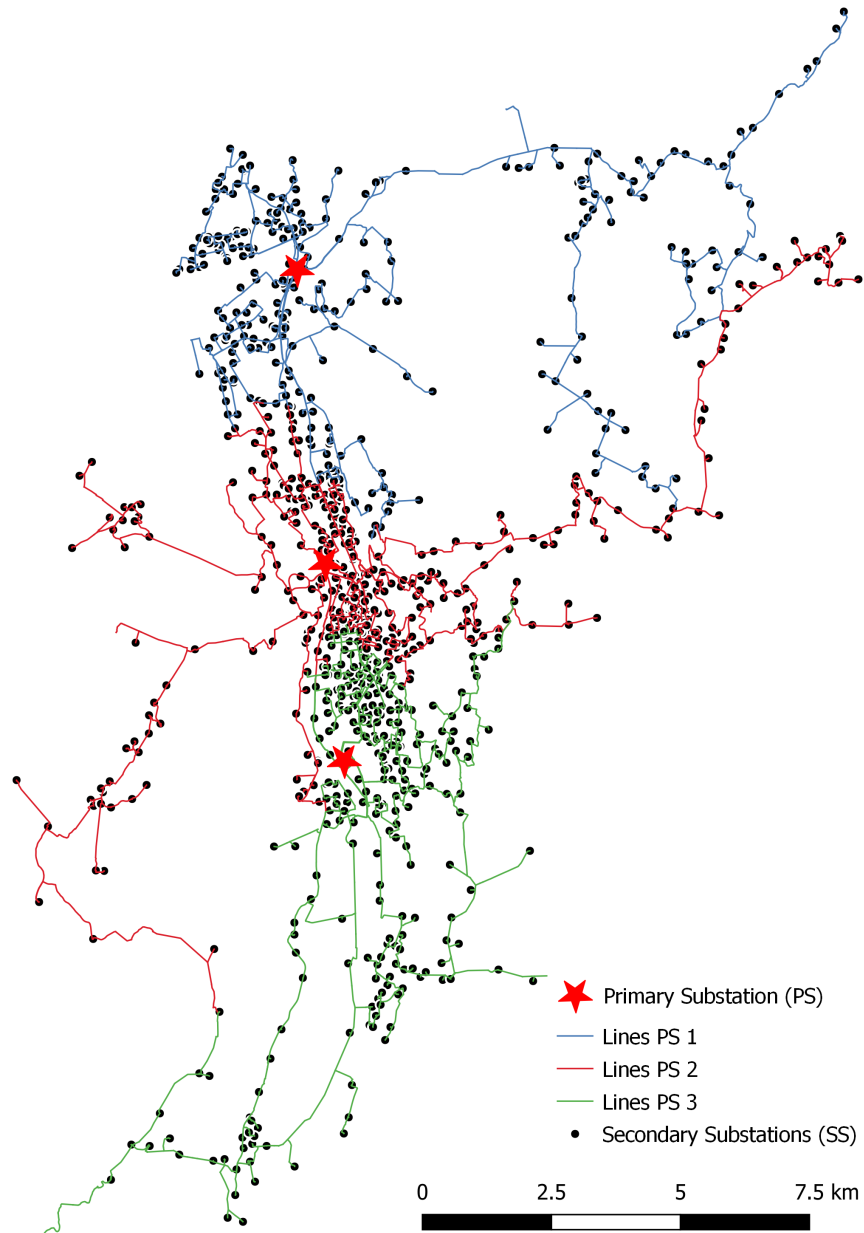 Primary Substation (PS)
Lines PS 1
Lines PS 2
Lines PS 3
Secondary Substations (SS)
0 2.5 5 7.5 km